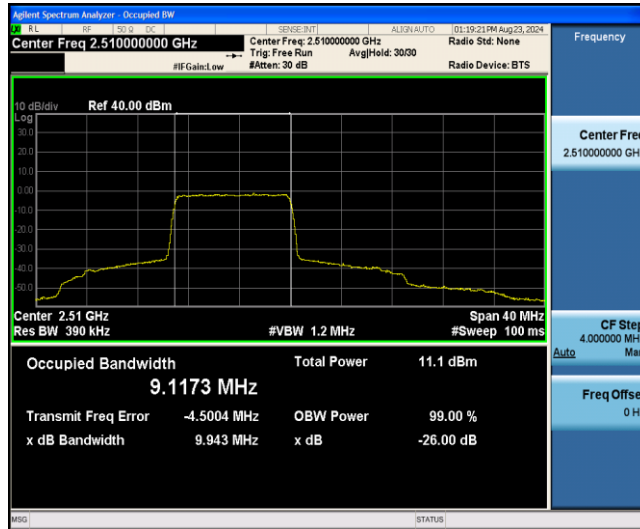 Agilent Spectrum Analyzer - Occupied BW
RL RF 50 Ω DC SENSE:INT ALIGN AUTO 01:19:21 PM Aug 23, 2024
Center Freq 2.510000000 GHz
Center Freq: 2.510000000 GHz
Radio Std: None
Trig: Free Run Avg|Hold: 30/30
#IFGain:Low #Atten: 30 dB Radio Device: BTS
10 dB/div Ref 40.00 dBm
Log
30.0
20.0
10.0
0.00
-10.0
-20.0
-30.0
-40.0
-50.0
Center 2.51 GHz Span 40 MHz
Res BW 390 kHz #VBW 1.2 MHz #Sweep 100 ms
Occupied Bandwidth Total Power 11.1 dBm
9.1173 MHz
Transmit Freq Error -4.5004 MHz OBW Power 99.00 %
x dB Bandwidth 9.943 MHz x dB -26.00 dB
MSG STATUS
Frequency
Center Fre
2.510000000 GH
CF Step
4.000000 MH
Auto Ma
Freq Offse
0 H